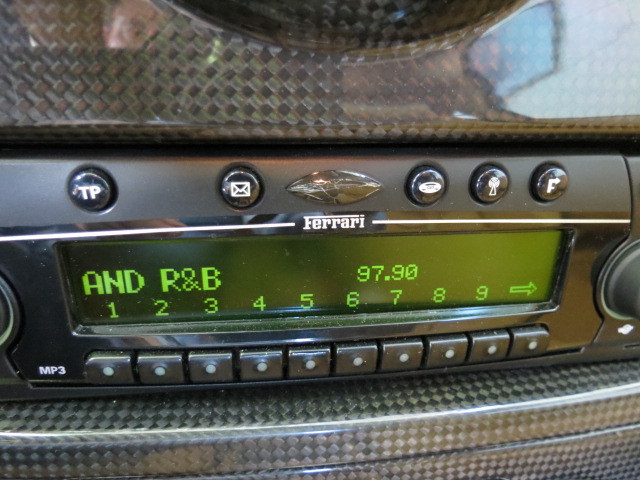 TP F
Ferrari
AND R&B 97.90
1 2 3 4 5 6 7 8 9
MP3